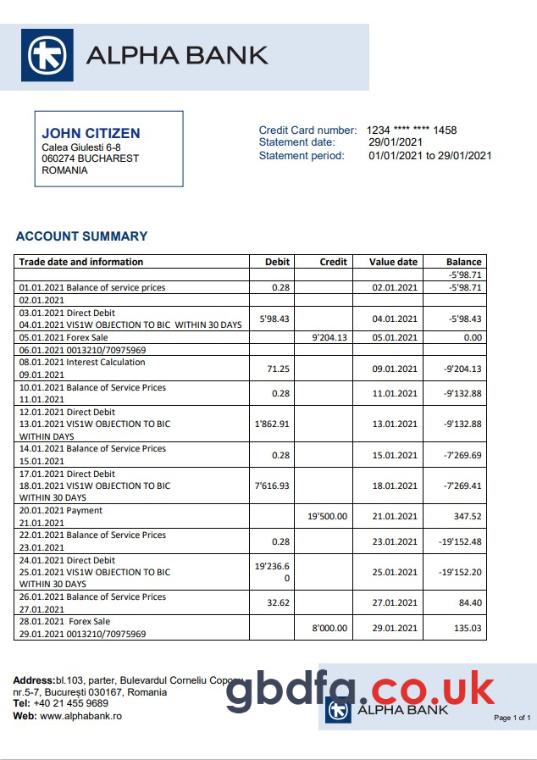 ALPHA BANK
JOHN CITIZEN
Calea Giulesti 6-8
060274 BUCHAREST
ROMANIA
Credit Card number: 1234 **** **** 1458
Statement date: 29/01/2021
Statement period: 01/01/2021 to 29/01/2021
ACCOUNT SUMMARY
Trade date and information Debit Credit Value date Balance
-5'98.71
01.01.2021 Balance of service prices 0.28 02.01.2021 -5'98.71
02.01.2021
03.01.2021 Direct Debit
04.01.2021 VIS1W OBJECTION TO BIC WITHIN 30 DAYS 5'98.43 04.01.2021 -5'98.43
05.01.2021 Forex Sale 9'204.13 05.01.2021 0.00
06.01.2021 0013210/70975969
08.01.2021 Interest Calculation
09.01.2021 71.25 09.01.2021 -9'204.13
10.01.2021 Balance of Service Prices
11.01.2021 0.28 11.01.2021 -9'132.88
12.01.2021 Direct Debit
13.01.2021 VIS1W OBJECTION TO BIC 1'862.91 13.01.2021 -9'132.88
WITHIN DAYS
14.01.2021 Balance of Service Prices
15.01.2021 0.28 15.01.2021 -7'269.69
17.01.2021 Direct Debit
18.01.2021 VIS1W OBJECTION TO BIC 7'616.93 18.01.2021 -7'269.41
WITHIN 30 DAYS
20.01.2021 Payment
21.01.2021 19'500.00 21.01.2021 347.52
22.01.2021 Balance of Service Prices
23.01.2021 0.28 23.01.2021 -19'152.48
24.01.2021 Direct Debit
25.01.2021 VIS1W OBJECTION TO BIC 19'236.60 25.01.2021 -19'152.20
WITHIN 30 DAYS
26.01.2021 Balance of Service Prices
27.01.2021 32.62 27.01.2021 84.40
28.01.2021 Forex Sale
29.01.2021 0013210/70975969 8'000.00 29.01.2021 135.03
Address:bl.103, parter, Bulevardul Corneliu
nr.5-7, București 030167, Romania
Tel: +40 21 455 9689
Web: www.alphabank.ro
gbdfg.co.uk
ALPHA BANK
Page 1 of 1